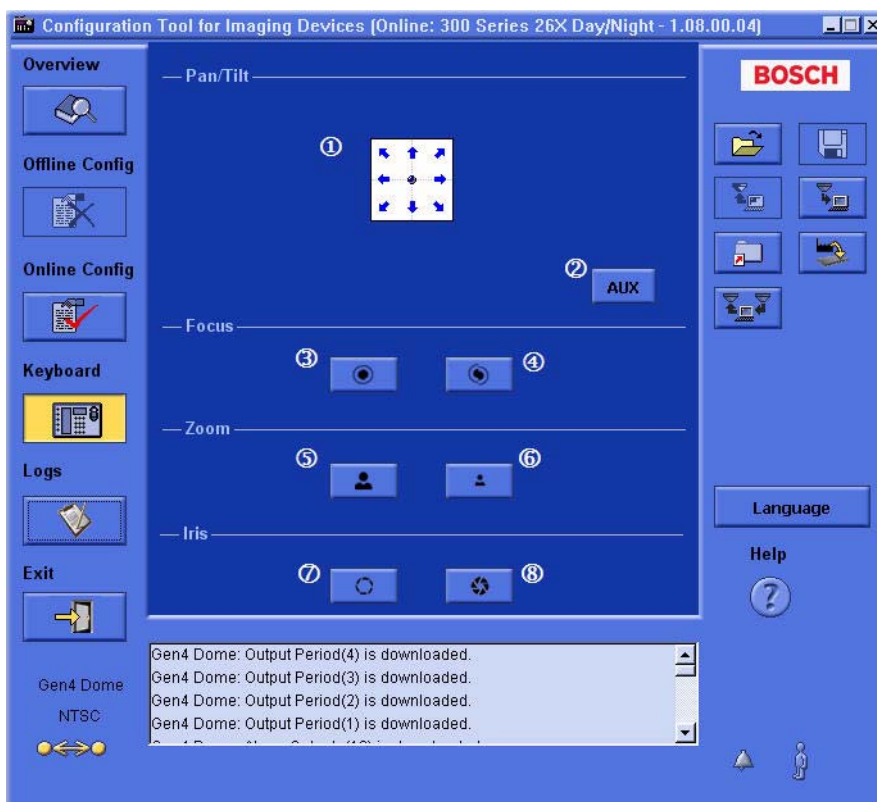 Configuration Tool for Imaging Devices (Online: 300 Series 26X Day/Night - 1.08.00.04)
Overview
Offline Config
Online Config
Keyboard
Logs
Exit
Gen4 Dome
NTSC
Pan/Tilt
①
②
AUX
Focus
③
④
Zoom
⑤
⑥
Iris
⑦
⑧
Gen4 Dome: Output Period(4) is downloaded.
Gen4 Dome: Output Period(3) is downloaded.
Gen4 Dome: Output Period(2) is downloaded.
Gen4 Dome: Output Period(1) is downloaded.
BOSCH
Language
Help
?